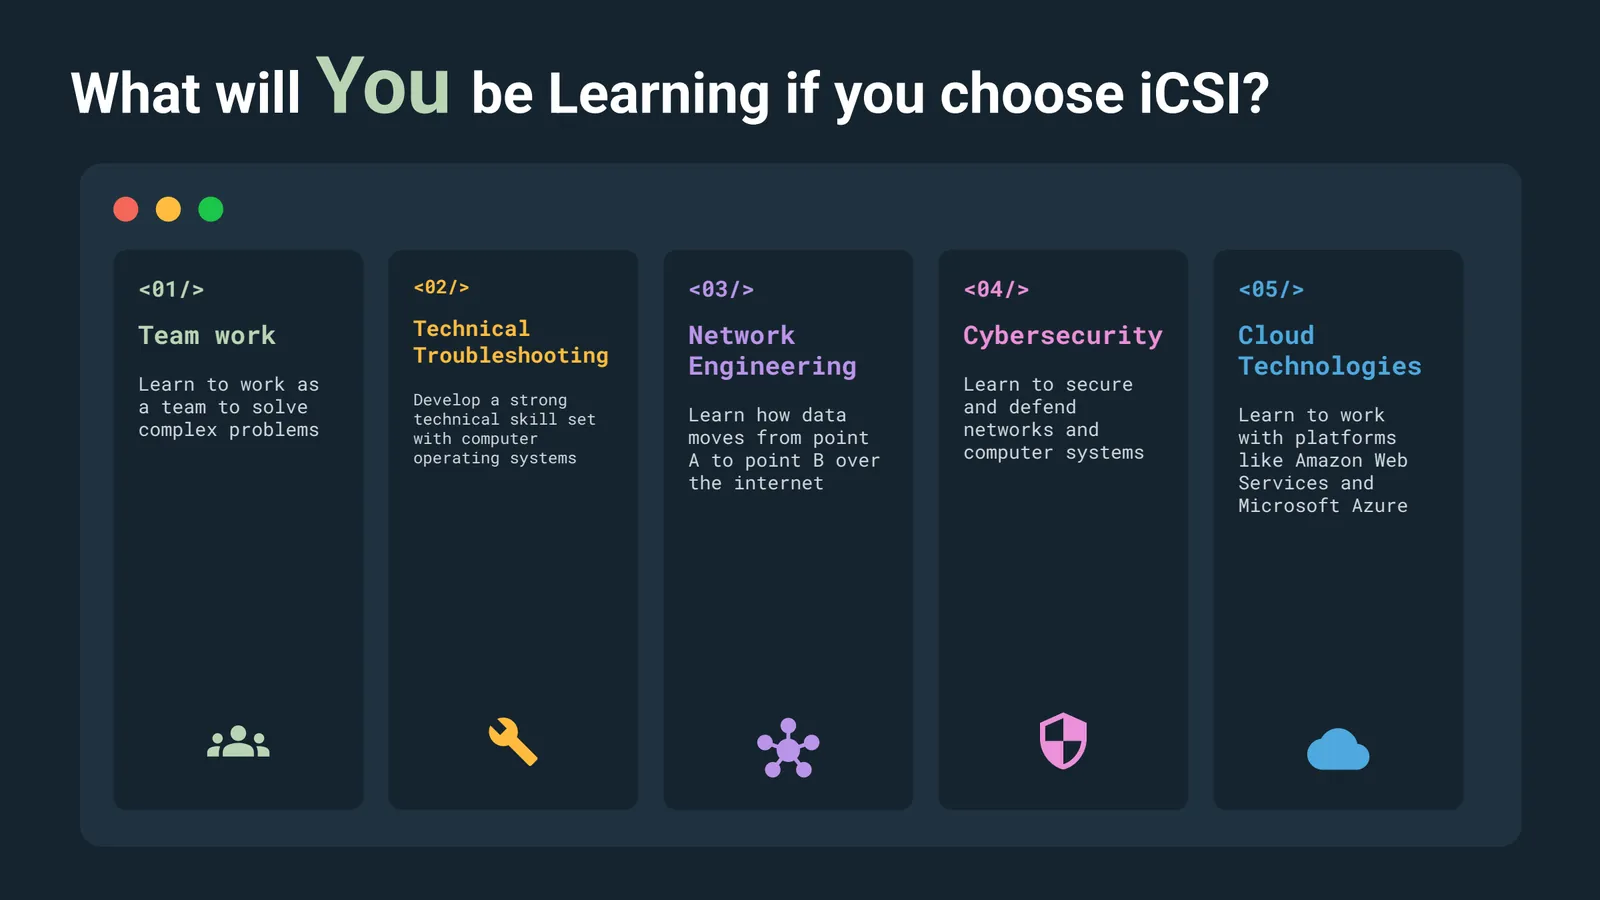 What will You be Learning if you choose iCSI?
<01/>
Team work
Learn to work as
a team to solve
complex problems
<02/>
Technical
Troubleshooting
Develop a strong
technical skill set
with computer
operating systems
<03/>
Network
Engineering
Learn how data
moves from point
A to point B over
the internet
<04/>
Cybersecurity
Learn to secure
and defend
networks and
computer systems
<05/>
Cloud
Technologies
Learn to work
with platforms
like Amazon Web
Services and
Microsoft Azure